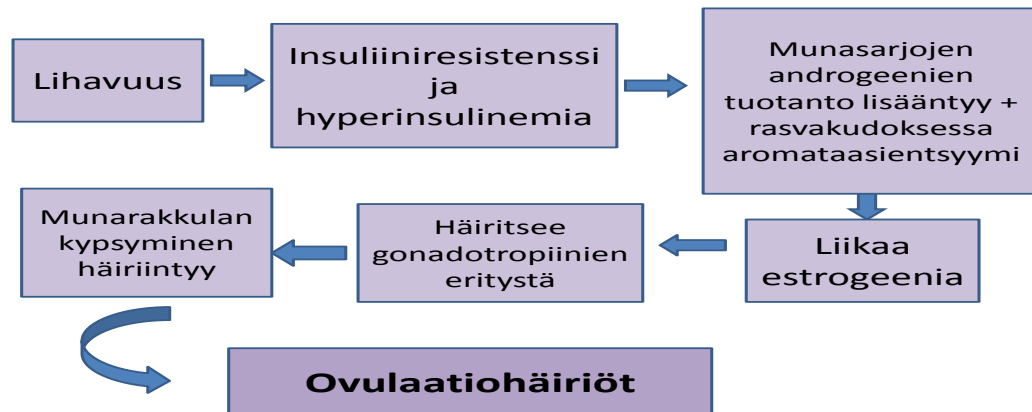 Lihavuus
Insuliiniresistenssi
ja
hyperinsulinemia
Munasarjojen
androgeenien
tuotanto lisääntyy +
rasvakudoksessa
aromataasientsyymi
Liikaa
estrogeenia
Häiritsee
gonadotropiinien
eritystä
Munarakkulan
kypsyminen
häiriintyy
Ovulaatiohäiriöt